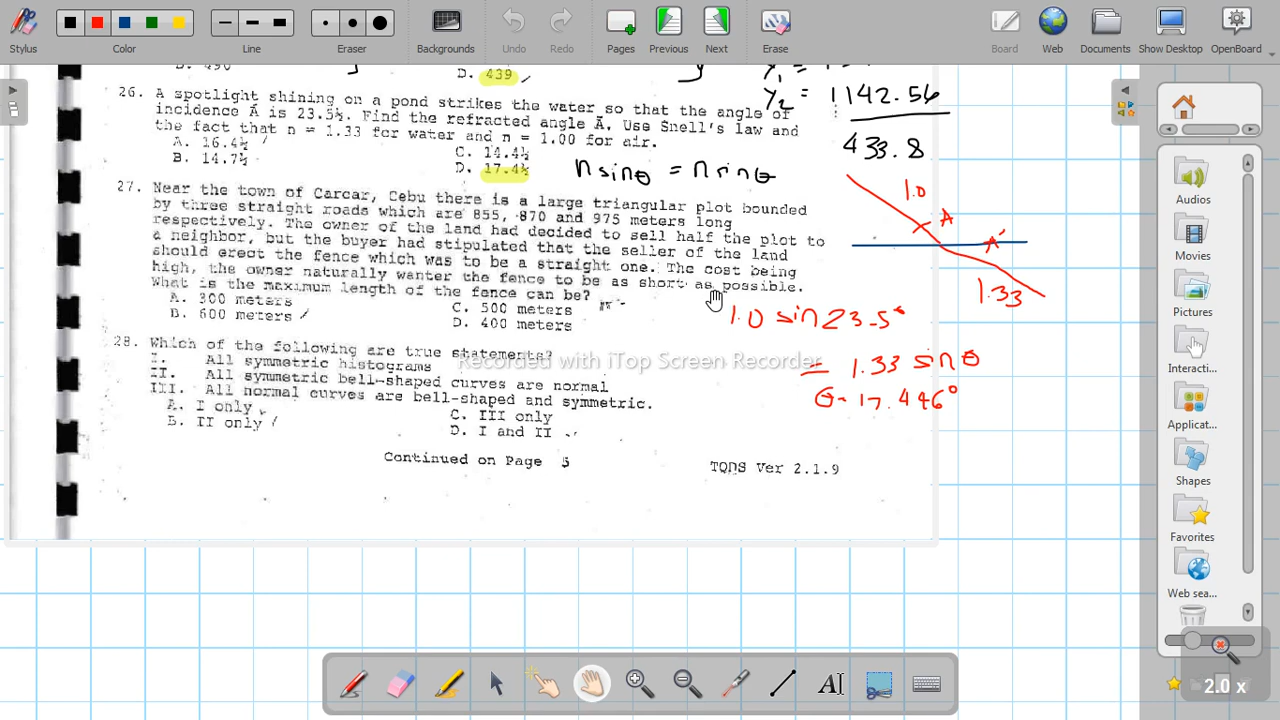 Stylus Color Line Eraser Backgrounds Undo Redo Pages Previous Next Erase Board Web Documents Show Desktop OpenBoard
D. 439
y₂ = 1142.56
433.8
26. A spotlight shining on a pond strikes the water so that the angle of
incidence Ā is 23.5½. Find the refracted angle Ā. Use Snell's law and
the fact that n = 1.33 for water and n = 1.00 for air.
A. 16.4½ C. 14.4½
B. 14.7½ D. 17.4½
n sinθ = n sinθ
27. Near the town of Carcar, Cebu there is a large triangular plot bounded
by three straight roads which are 855, 870 and 975 meters long
respectively. The owner of the land had decided to sell half the plot to
a neighbor, but the buyer had stipulated that the seller of the land
should erect the fence which was to be a straight one. The cost being
high, the owner naturally wanter the fence to be as short as possible.
What is the maximum length of the fence can be?
A. 300 meters C. 500 meters
B. 600 meters D. 400 meters
1.0
A
A'
1.33
1.0 sin 23.5°
= 1.33 sin θ
θ = 17.446°
28. Which of the following are true statements?
I. All symmetric histograms
II. All symmetric bell-shaped curves are normal
III. All normal curves are bell-shaped and symmetric.
A. I only C. III only
B. II only D. I and II
Continued on Page 5 TQDS Ver 2.1.9
Recorded with iTop Screen Recorder
Audios
Movies
Pictures
Interacti...
Applicat...
Shapes
Favorites
Web sea...
2.0 x